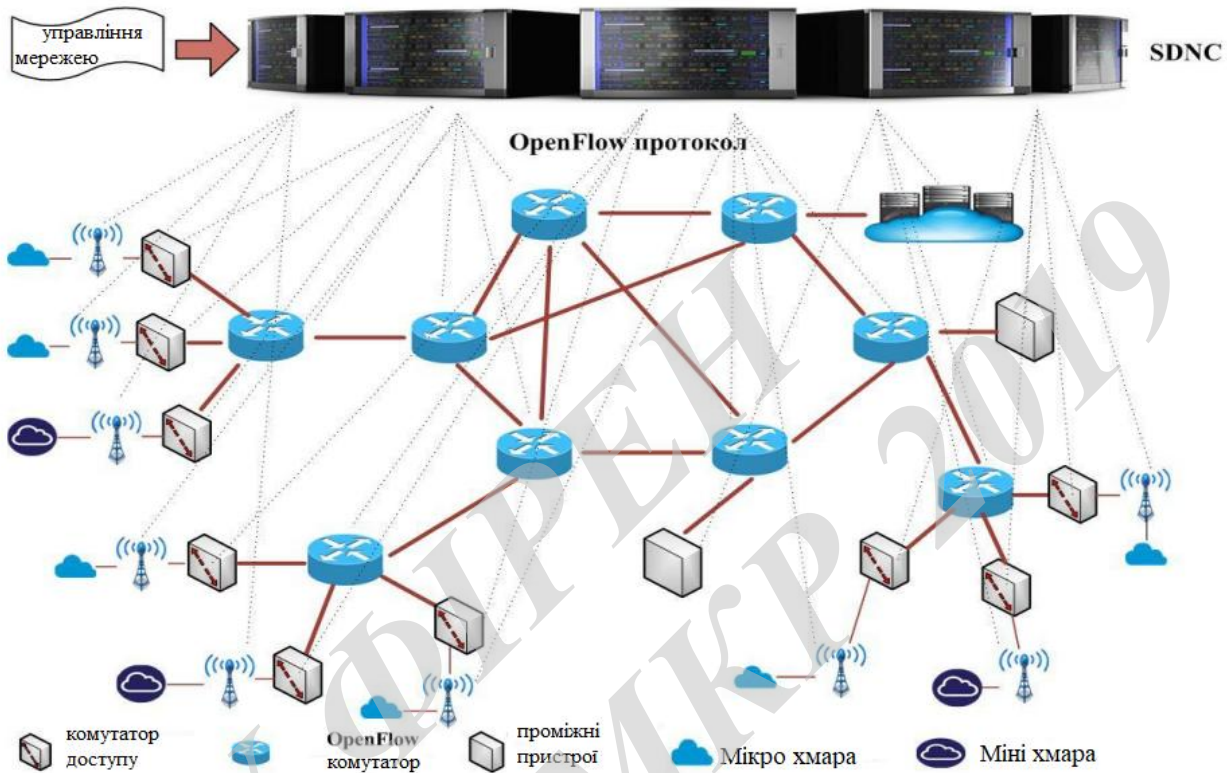 управління
мережею
SDNC
OpenFlow протокол
комутатор
доступу
OpenFlow
комутатор
проміжні
пристрої
Мікро хмара
Міні хмара
ФІРЕН
МКР 2019